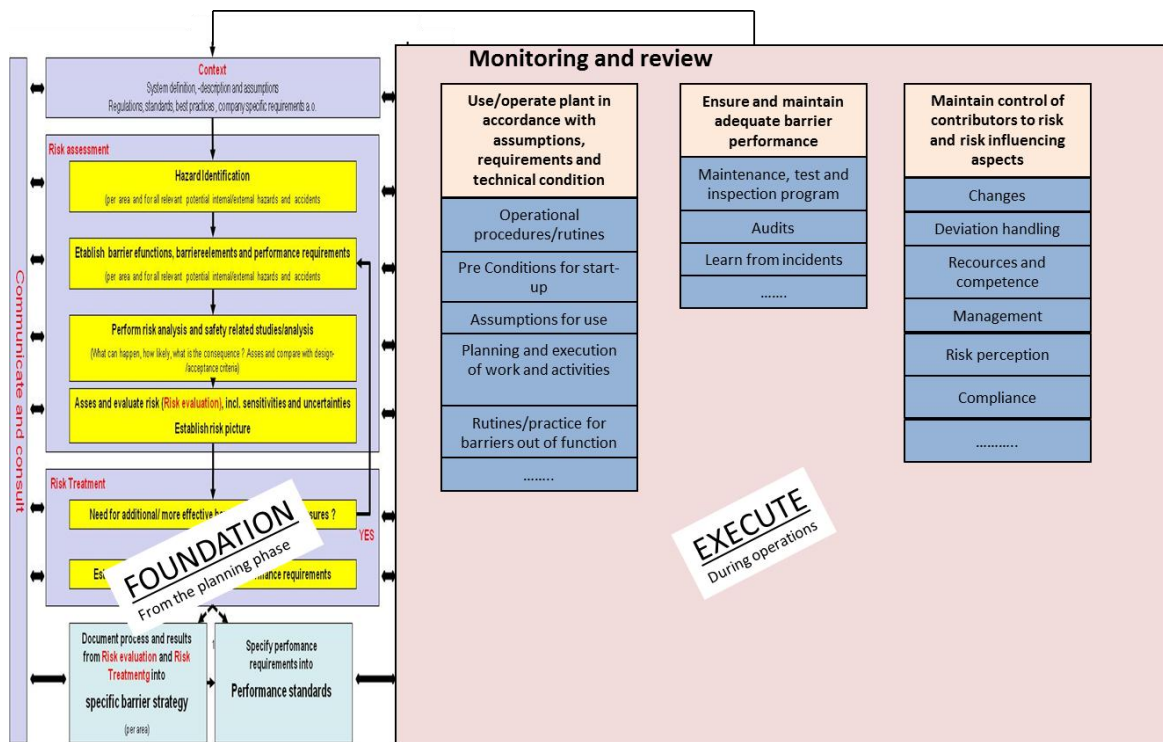 Communicate and consult
Context
System definition, -description and assumptions
Regulations, standards, best practices, company specific requirements a.o.
Risk assessment
Hazard Identification
(per area and for all relevant potential internal/external hazards and accidents
Etablish barrier efunctions, barriereelements and performance requirements
(per area and for all relevant potential internal/external hazards and accidents
Perform risk analysis and safety related studies/analysis
(What can happen, how likely, what is the consequence ? Asses and compare with design-
/acceptance criteria)
Asses and evaluate risk (Risk evaluation), incl. sensitivities and uncertainties
Establish risk picture
Risk Treatment
Need for additional/ more effective
YES
requirements
FOUNDATION
From the planning phase
Document process and results
from Risk evaluation and Risk
Treatmentg into
specific barrier strategy
(per area)
Specify perfomance
requirements into
Performance standards
Monitoring and review
Use/operate plant in
accordance with
assumptions,
requirements and
technical condition
Operational
procedures/rutines
Pre Conditions for start-
up
Assumptions for use
Planning and execution
of work and activities
Rutines/practice for
barriers out of function
……..
Ensure and maintain
adequate barrier
performance
Maintenance, test and
inspection program
Audits
Learn from incidents
…….
Maintain control of
contributors to risk
and risk influencing
aspects
Changes
Deviation handling
Recources and
competence
Management
Risk perception
Compliance
………..
EXECUTE
During operations